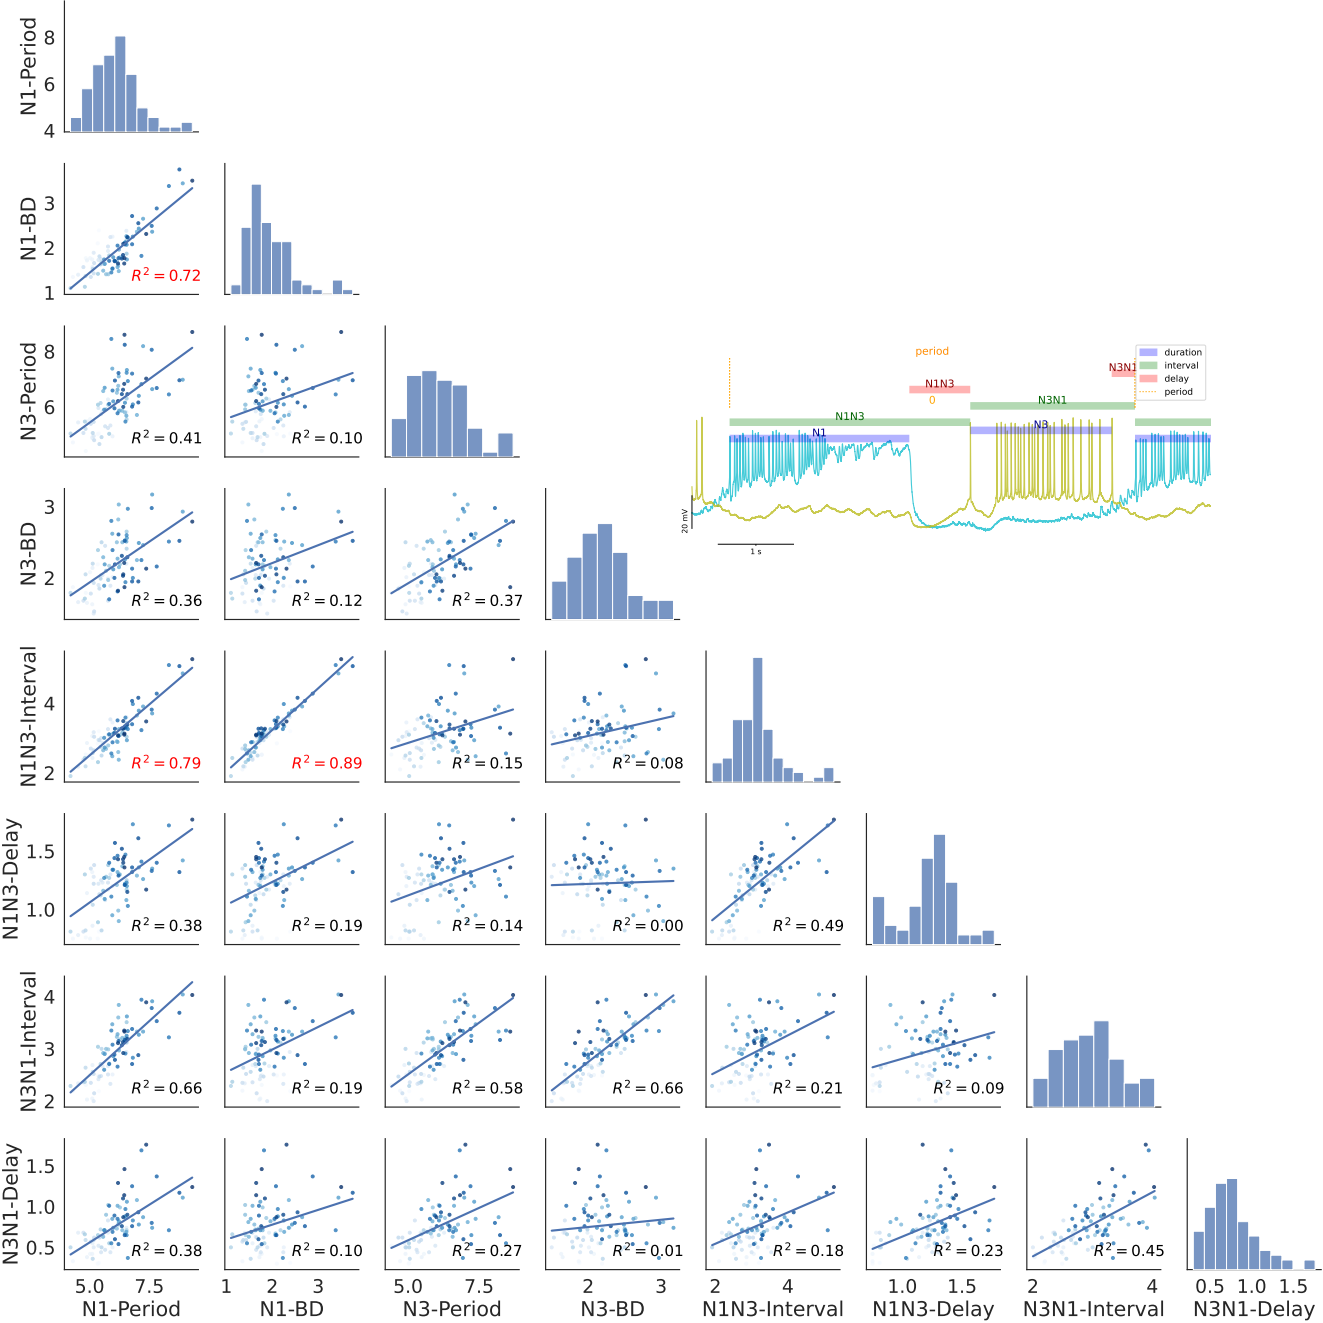 N1-Period
8
6
4
N1-BD
3
2
1
R² = 0.72
N3-Period
8
6
R² = 0.41
R² = 0.10
period
N1N3
0
N3N1
N3N1
N1N3
N1
N3
duration
interval
delay
period
20 mV
1 s
N3-BD
3
2
R² = 0.36
R² = 0.12
R² = 0.37
N1N3-Interval
4
2
R² = 0.79
R² = 0.89
R² = 0.15
R² = 0.08
N1N3-Delay
1.5
1.0
R² = 0.38
R² = 0.19
R² = 0.14
R² = 0.00
R² = 0.49
N3N1-Interval
4
3
2
R² = 0.66
R² = 0.19
R² = 0.58
R² = 0.66
R² = 0.21
R² = 0.09
N3N1-Delay
1.5
1.0
0.5
R² = 0.38
R² = 0.10
R² = 0.27
R² = 0.01
R² = 0.18
R² = 0.23
R² = 0.45
5.0 7.5 1 2 3 5.0 7.5 2 3 2 4 1.0 1.5 2 4 0.5 1.0 1.5
N1-Period N1-BD N3-Period N3-BD N1N3-Interval N1N3-Delay N3N1-Interval N3N1-Delay